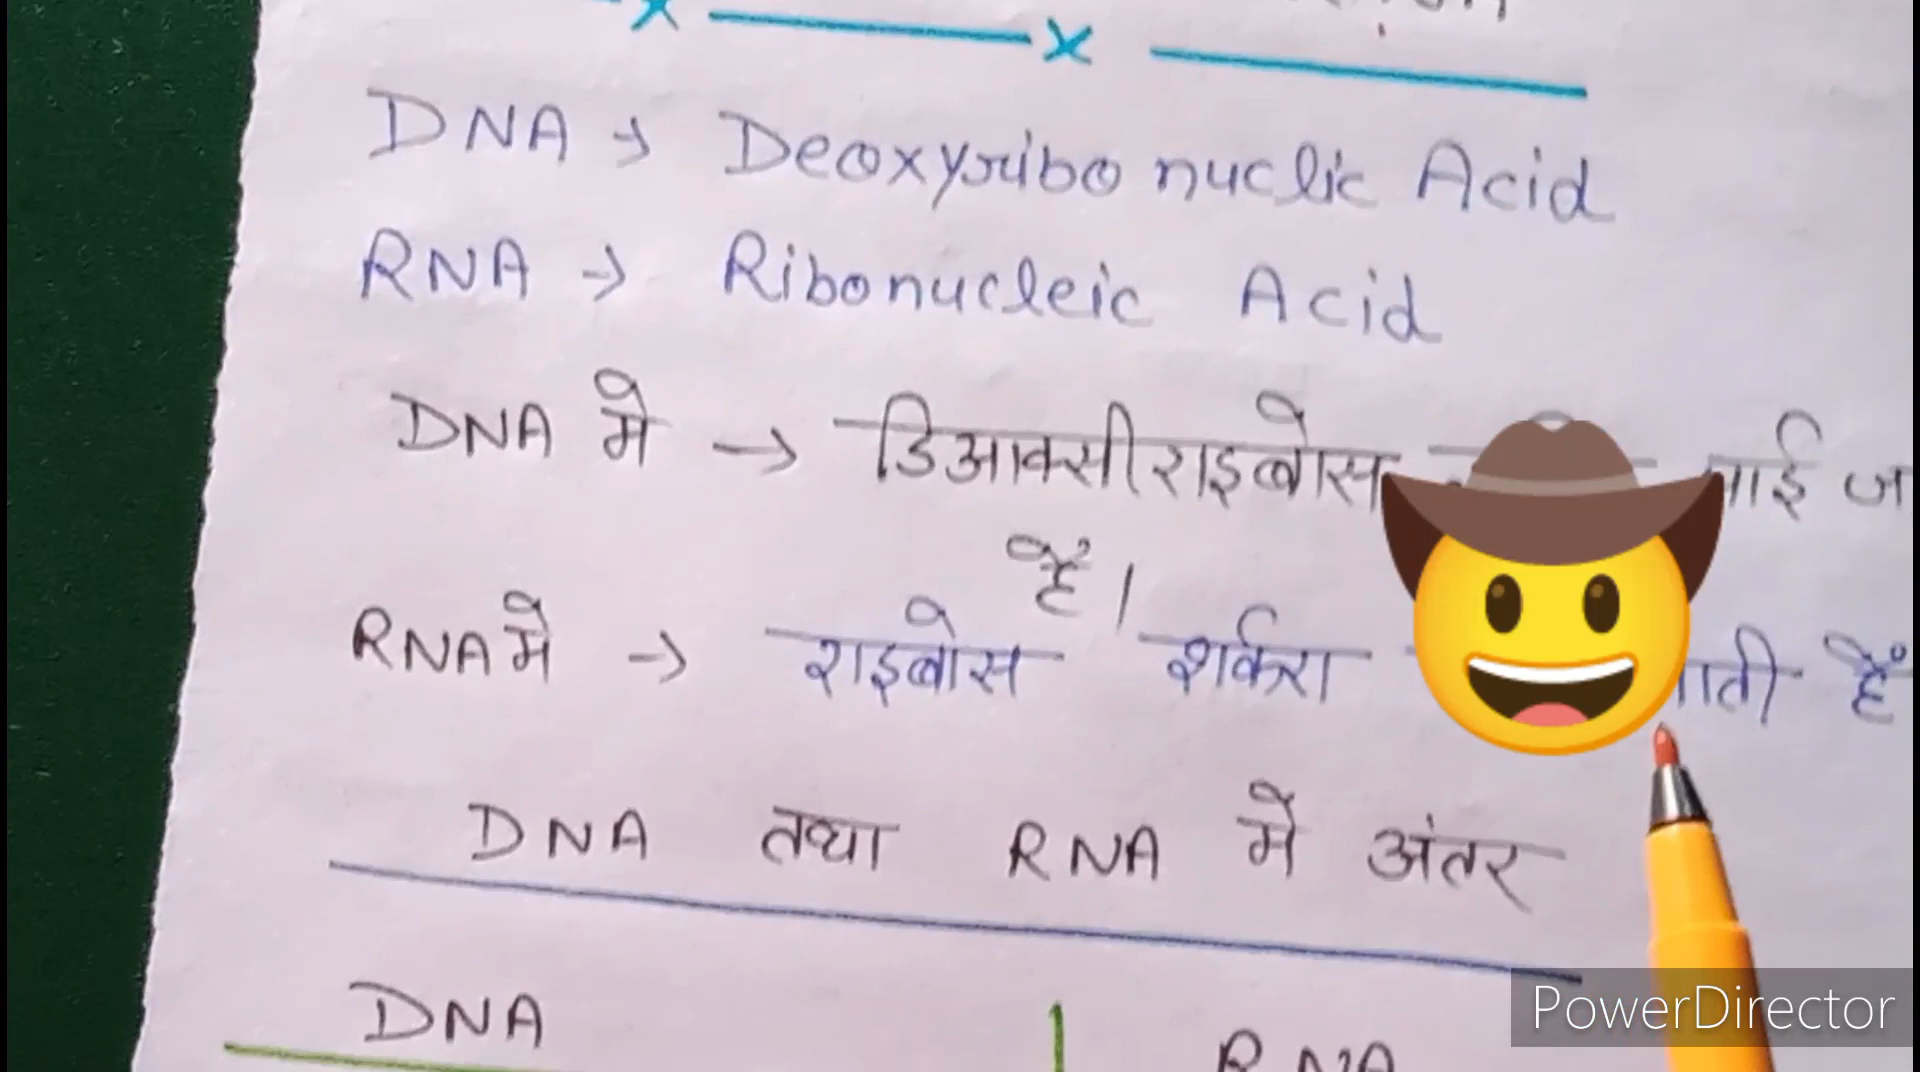 DNA → Deoxyribo nuclic Acid
RNA → Ribonucleic Acid
DNA मे → डिआक्सीराइबोस
हैं।
RNA मे → राइबोस शर्करा हैं
DNA तथा RNA मे अंतर
DNA
RNA
PowerDirector